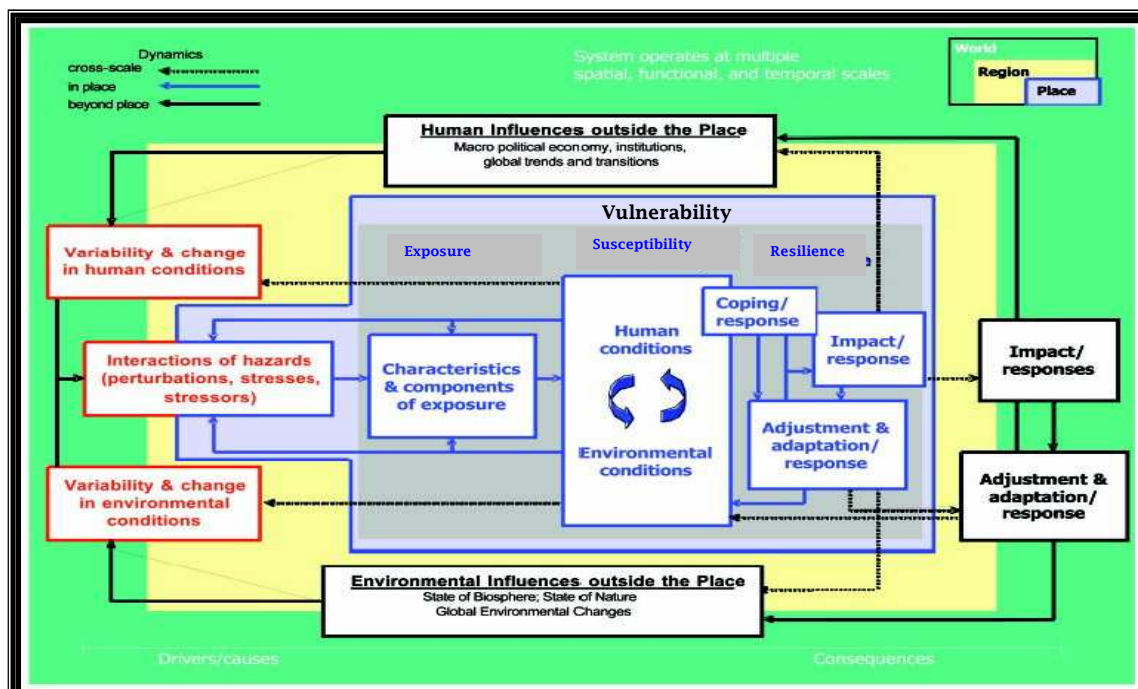 Dynamics
cross-scale
in place
beyond place
System operates at multiple
spatial, functional, and temporal scales
World
Region
Place
Human Influences outside the Place
Macro political economy, institutions,
global trends and transitions
Vulnerability
Exposure
Susceptibility
Resilience
Variability & change
in human conditions
Interactions of hazards
(perturbations, stresses,
stressors)
Variability & change
in environmental
conditions
Characteristics
& components
of exposure
Human
conditions
Environmental
conditions
Coping/
response
Impact/
response
Adjustment &
adaptation/
response
Impact/
responses
Adjustment &
adaptation/
response
Environmental Influences outside the Place
State of Biosphere; State of Nature
Global Environmental Changes
Drivers/causes
Consequences